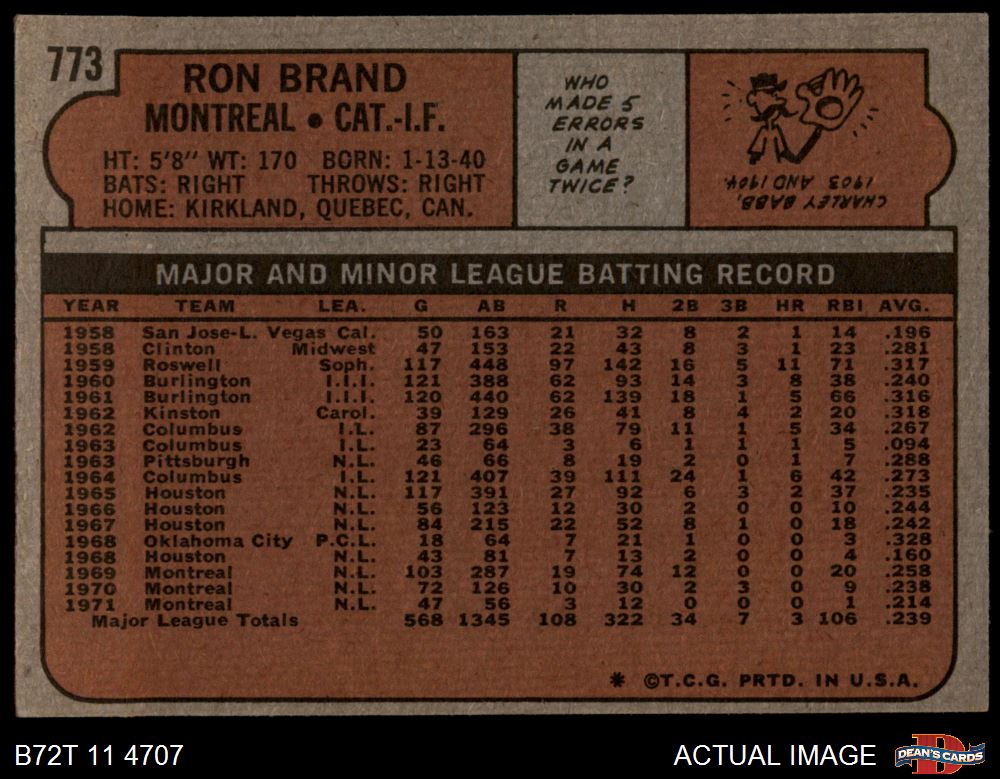 773
RON BRAND
MONTREAL • CAT.-I.F.
HT: 5'8" WT: 170 BORN: 1-13-40
BATS: RIGHT THROWS: RIGHT
HOME: KIRKLAND, QUEBEC, CAN.
WHO
MADE 5
ERRORS
IN A
GAME
TWICE?
CHARLEY BABB,
1903 AND 1904.
MAJOR AND MINOR LEAGUE BATTING RECORD
YEAR TEAM LEA. G AB R H 2B 3B HR RBI AVG.
1958 San Jose-L. Vegas Cal. 50 163 21 32 8 2 1 14 .196
1958 Clinton Midwest 47 153 22 43 8 3 1 23 .281
1959 Roswell Soph. 117 448 97 142 16 5 11 71 .317
1960 Burlington I.I.I. 121 388 62 93 14 3 8 38 .240
1961 Burlington I.I.I. 120 440 62 139 18 1 5 66 .316
1962 Kinston Carol. 39 129 26 41 8 4 2 20 .318
1962 Columbus I.L. 87 296 38 79 11 1 5 34 .267
1963 Columbus I.L. 23 64 3 6 1 1 1 5 .094
1963 Pittsburgh N.L. 46 66 8 19 2 0 1 7 .288
1964 Columbus I.L. 121 407 39 111 24 1 6 42 .273
1965 Houston N.L. 117 391 27 92 6 3 2 37 .235
1966 Houston N.L. 56 123 12 30 2 0 0 10 .244
1967 Houston N.L. 84 215 22 52 8 1 0 18 .242
1968 Oklahoma City P.C.L. 18 64 7 21 1 0 0 3 .328
1968 Houston N.L. 43 81 7 13 2 0 0 4 .160
1969 Montreal N.L. 103 287 19 74 12 0 0 20 .258
1970 Montreal N.L. 72 126 10 30 2 3 0 9 .238
1971 Montreal N.L. 47 56 3 12 0 0 0 1 .214
Major League Totals 568 1345 108 322 34 7 3 106 .239
* ©T.C.G. PRTD. IN U.S.A.
B72T 11 4707
ACTUAL IMAGE
D
DEAN'S CARDS